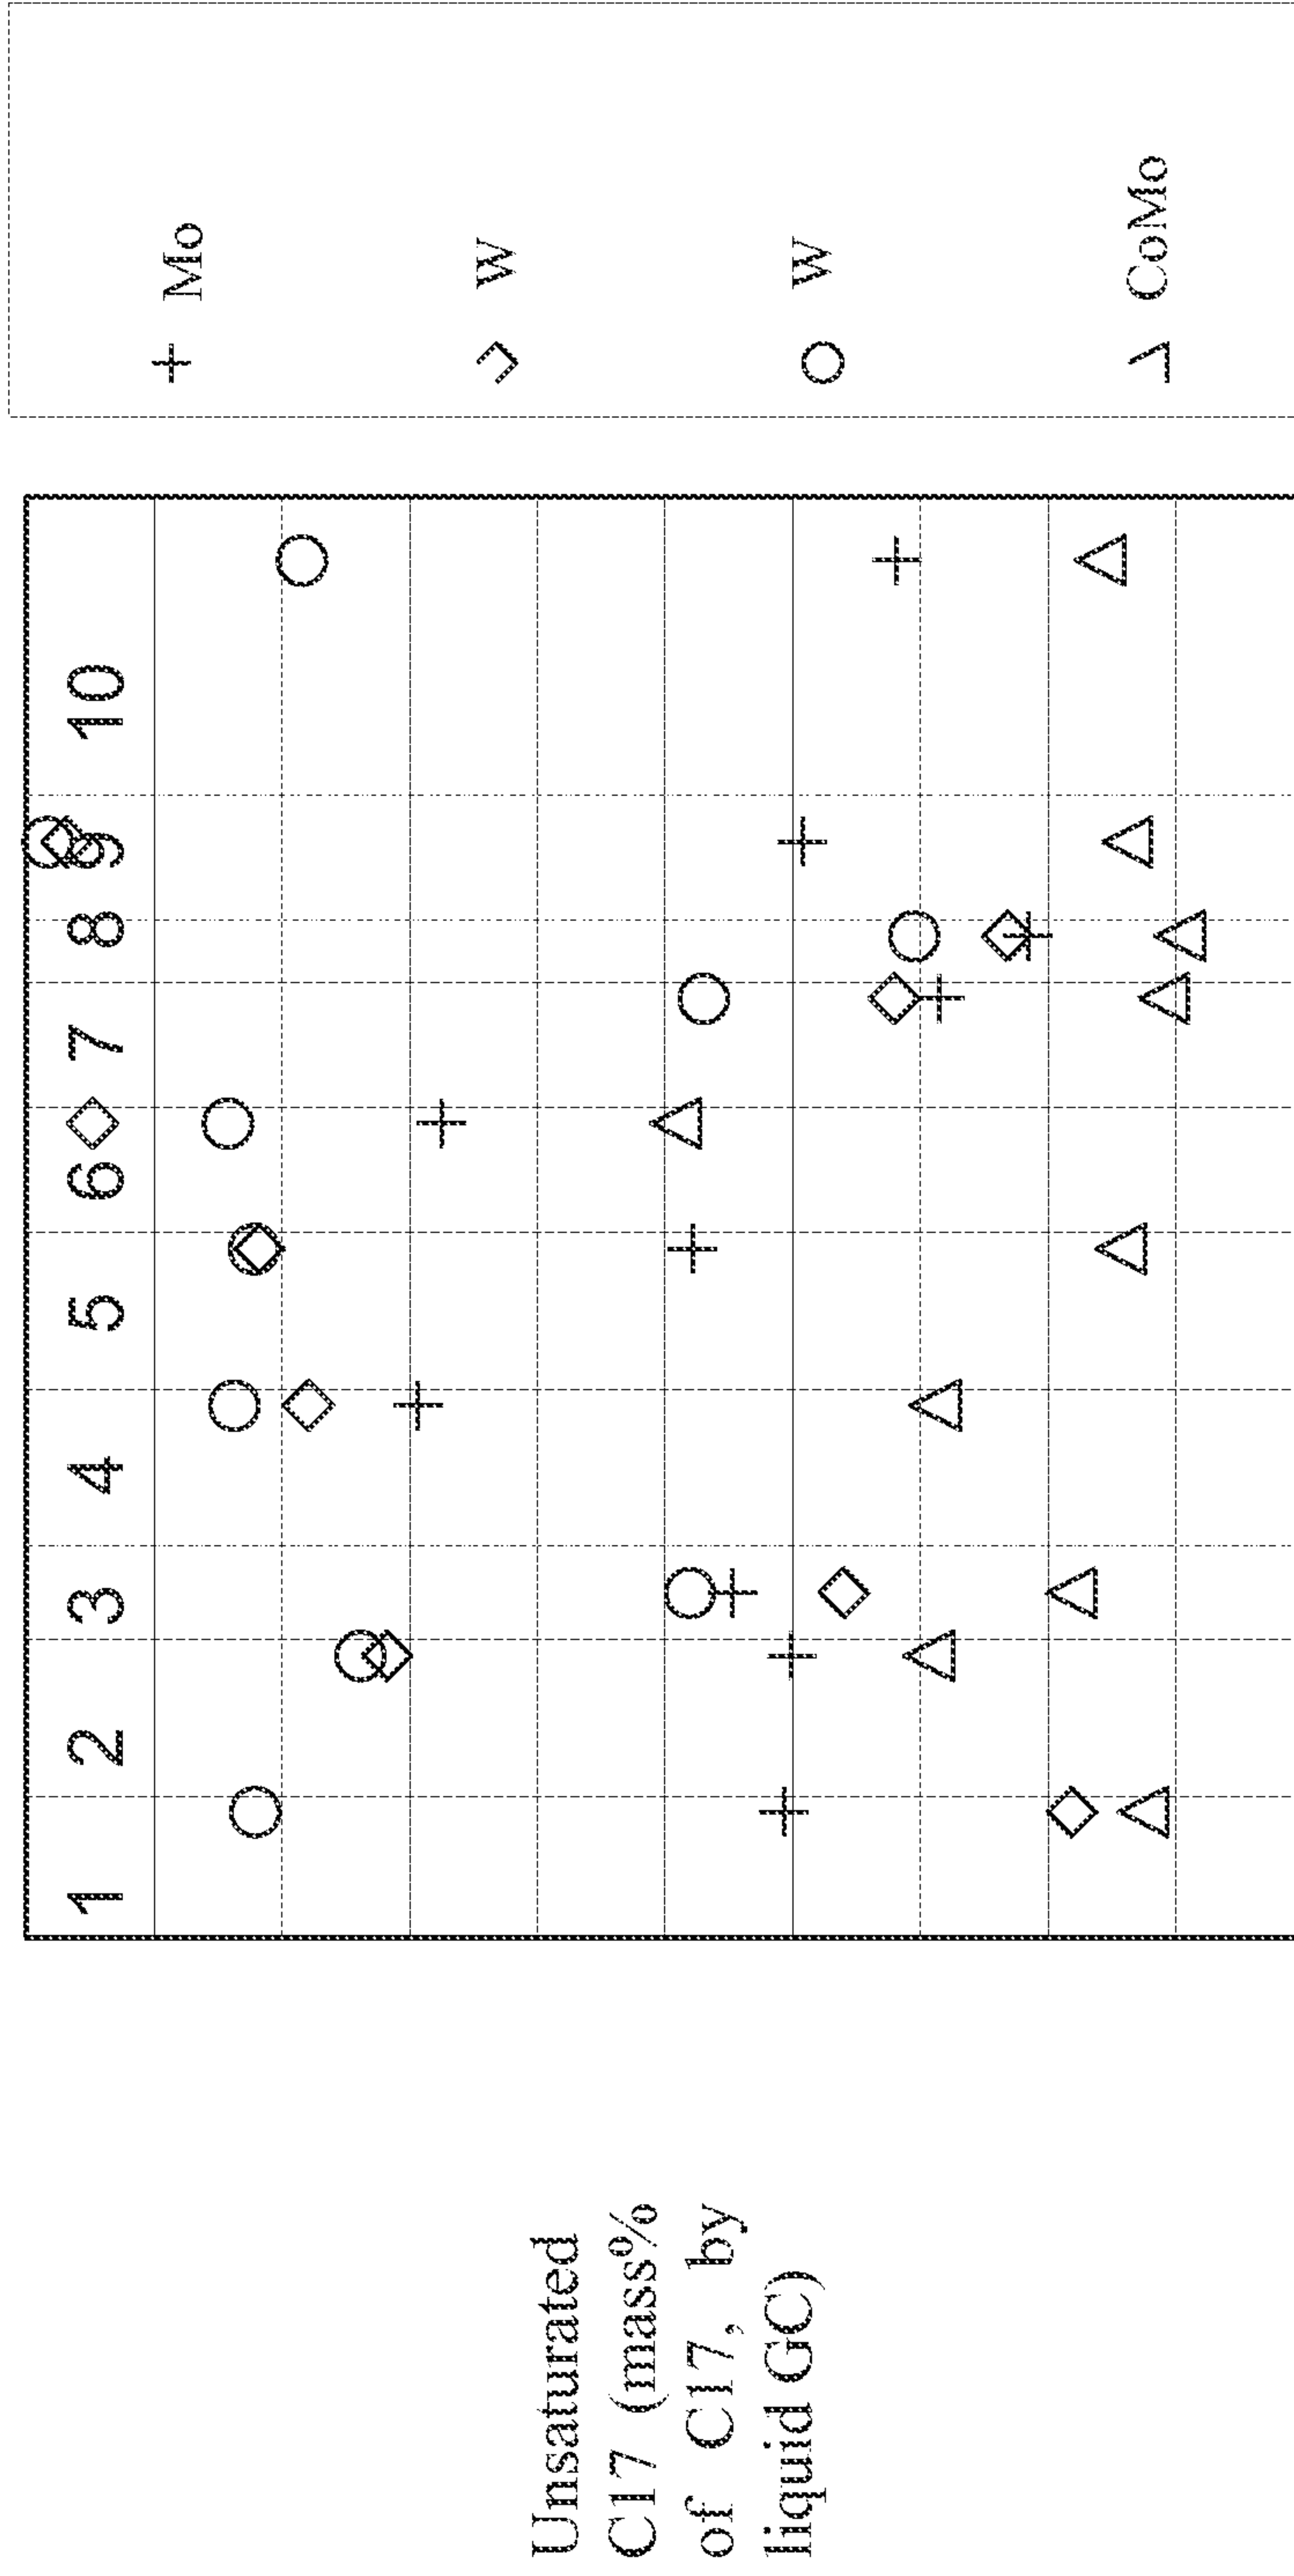 Unsaturated
C17 (mass%
of C17, by
liquid GC)
1 2 3 4 5 6 7 8 9 10
Mo
W
W
CoMo